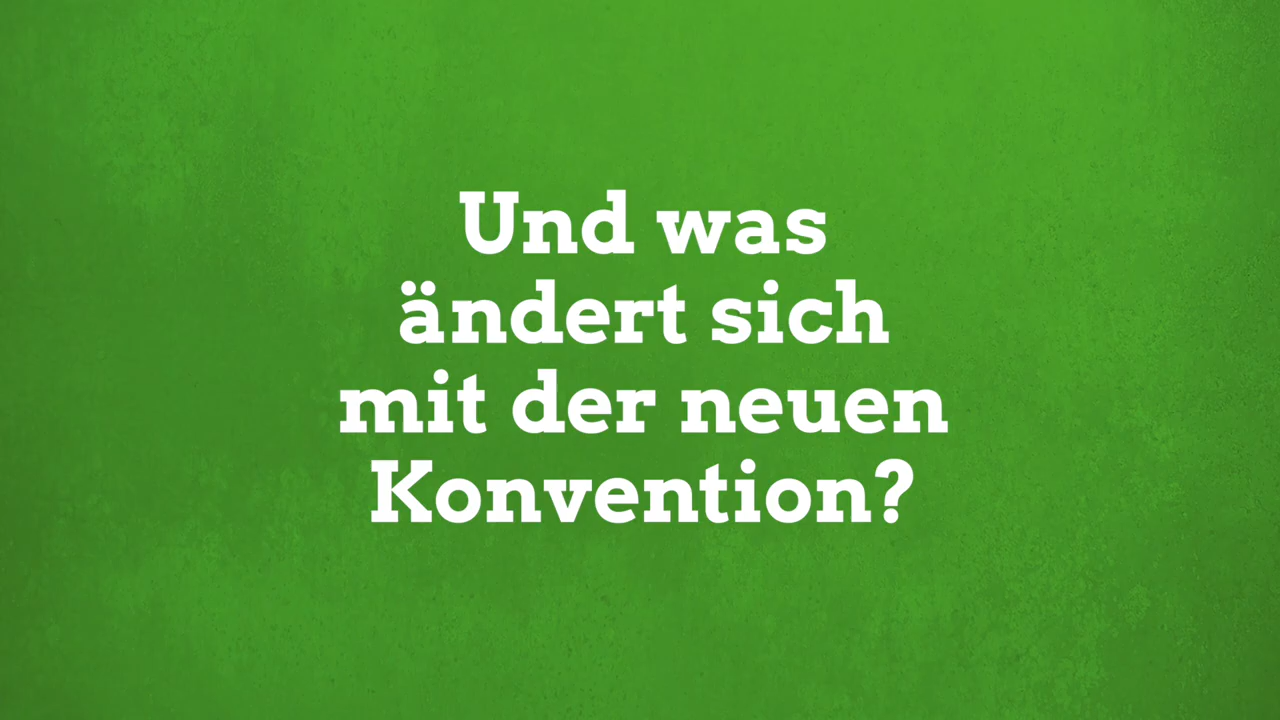 Und was
ändert sich
mit der neuen
Konvention?